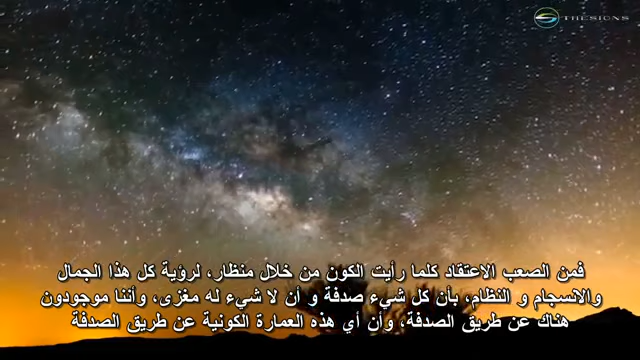 THESIGNS
فمن الصعب الاعتقاد كلما رأيت الكون من خلال منظار، لرؤية كل هذا الجمال
والانسجام و النظام، بأن كل شيء صدفة و أن لا شيء له مغزى، وأننا موجودون
هناك عن طريق الصدفة، وأن أي هذه العمارة الكونية عن طريق الصدفة